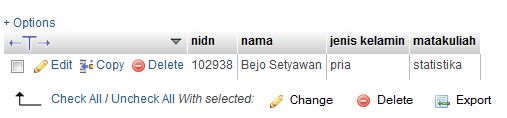 + Options
nidn nama jenis kelamin matakuliah
Edit Copy Delete 102938 Bejo Setyawan pria statistika
Check All / Uncheck All With selected: Change Delete Export